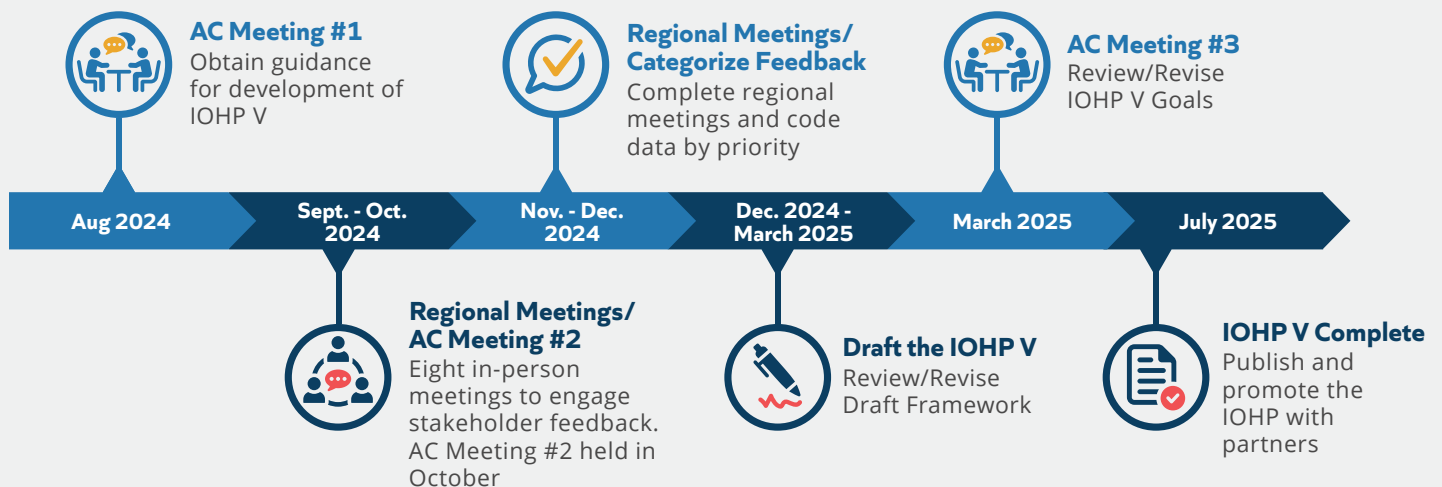 AC Meeting #1
Obtain guidance
for development of
IOHP V
Regional Meetings/
Categorize Feedback
Complete regional
meetings and code
data by priority
AC Meeting #3
Review/Revise
IOHP V Goals
Aug 2024
Sept. - Oct.
2024
Nov. - Dec.
2024
Dec. 2024 -
March 2025
March 2025
July 2025
Regional Meetings/
AC Meeting #2
Eight in-person
meetings to engage
stakeholder feedback.
AC Meeting #2 held in
October
Draft the IOHP V
Review/Revise
Draft Framework
IOHP V Complete
Publish and
promote the
IOHP with
partners